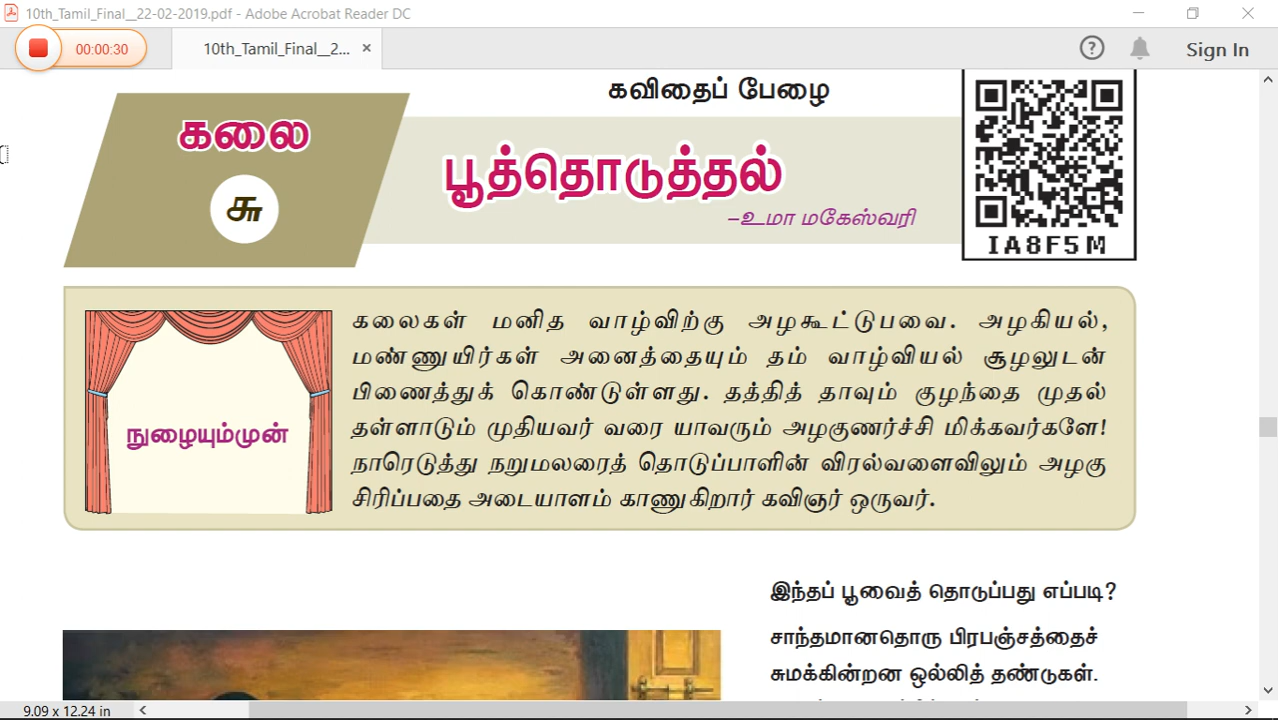 10th_Tamil_Final__22-02-2019.pdf - Adobe Acrobat Reader DC
00:00:30
10th_Tamil_Final__2...
Sign In
கவிதைப் பேழை
கலை
சு
பூத்தொடுத்தல்
–உமா மகேஸ்வரி
IA8F5M
நுழையும்முன்
கலைகள் மனித வாழ்விற்கு அழகூட்டுபவை. அழகியல்,
மண்ணுயிர்கள் அனைத்தையும் தம் வாழ்வியல் சூழலுடன்
பிணைத்துக் கொண்டுள்ளது. தத்தித் தாவும் குழந்தை முதல்
தள்ளாடும் முதியவர் வரை யாவரும் அழகுணர்ச்சி மிக்கவர்களே!
நாரெடுத்து நறுமலரைத் தொடுப்பாளின் விரல்வளைவிலும் அழகு
சிரிப்பதை அடையாளம் காணுகிறார் கவிஞர் ஒருவர்.
இந்தப் பூவைத் தொடுப்பது எப்படி?
சாந்தமானதொரு பிரபஞ்சத்தைச்
சுமக்கின்றன ஒல்லித் தண்டுகள்.
9.09 x 12.24 in